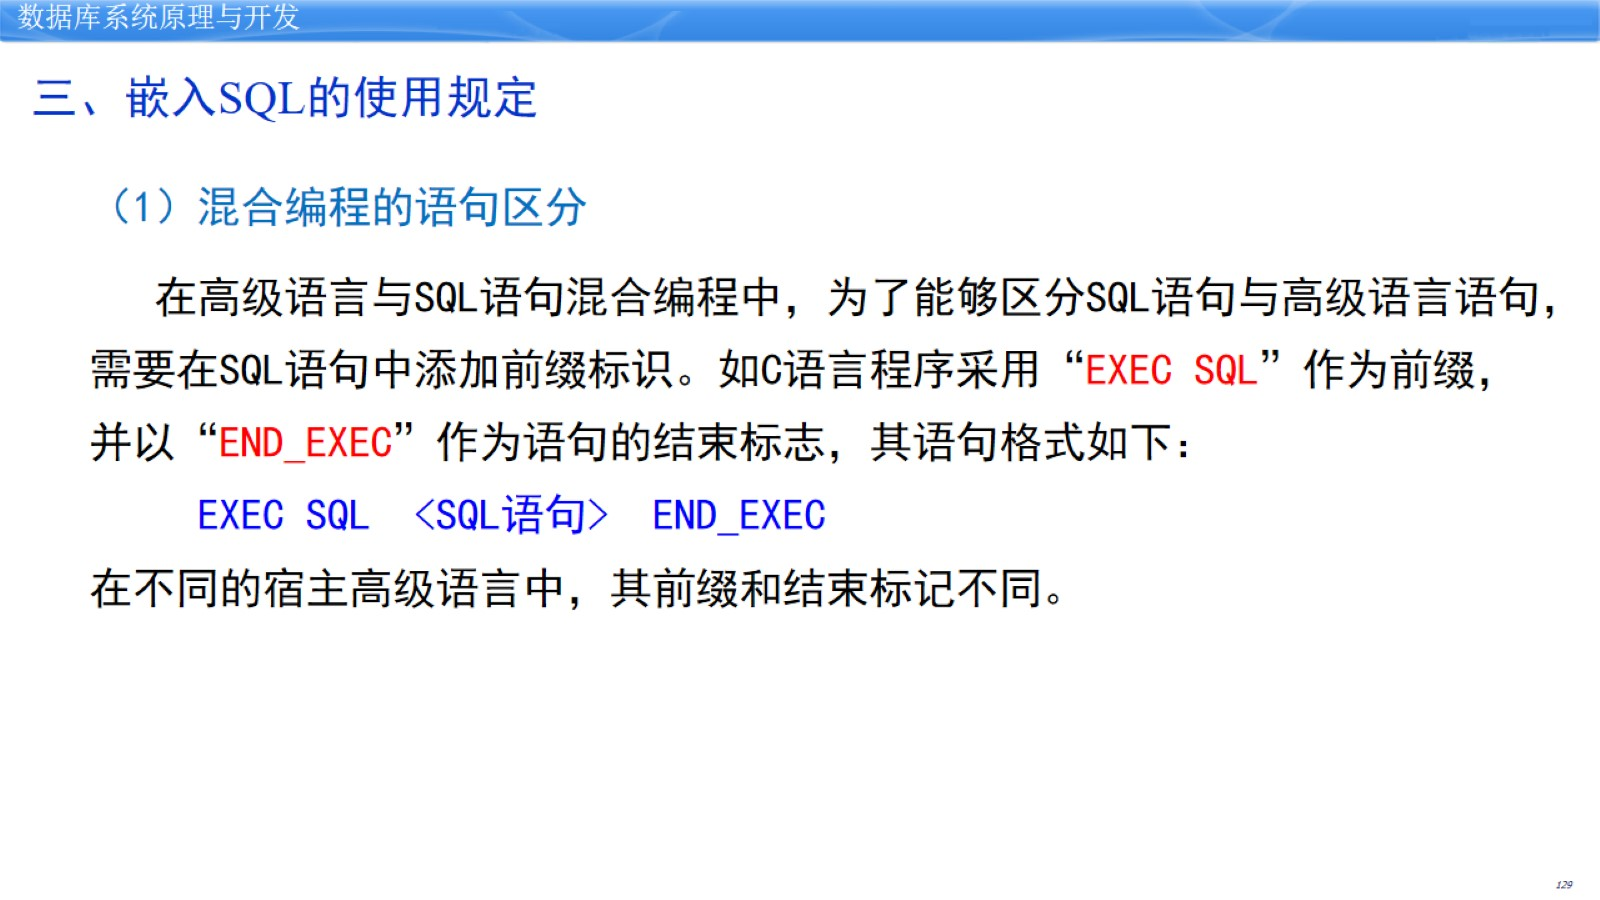 数据库系统原理与开发
三、嵌入SQL的使用规定
（1）混合编程的语句区分
在高级语言与SQL语句混合编程中，为了能够区分SQL语句与高级语言语句，
需要在SQL语句中添加前缀标识。如C语言程序采用“EXEC SQL”作为前缀，
并以“END_EXEC”作为语句的结束标志，其语句格式如下：
EXEC SQL <SQL语句> END_EXEC
在不同的宿主高级语言中，其前缀和结束标记不同。
129